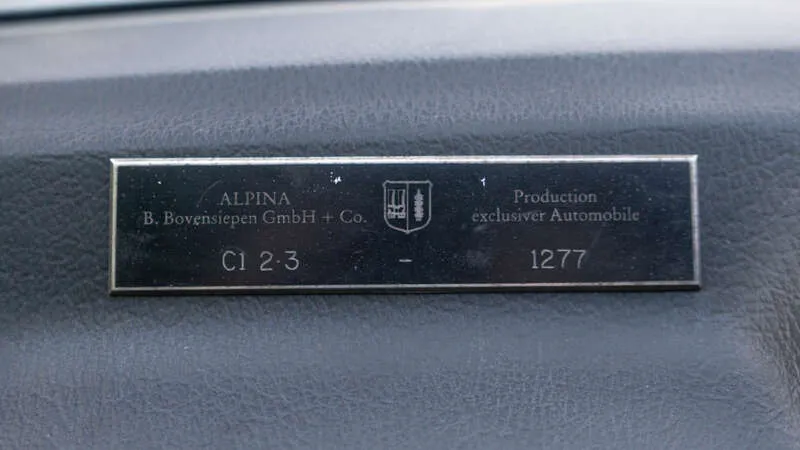 ALPINA
B. Bovensiepen GmbH + Co.
Production
exclusiver Automobile
C1 2·3 – 1277